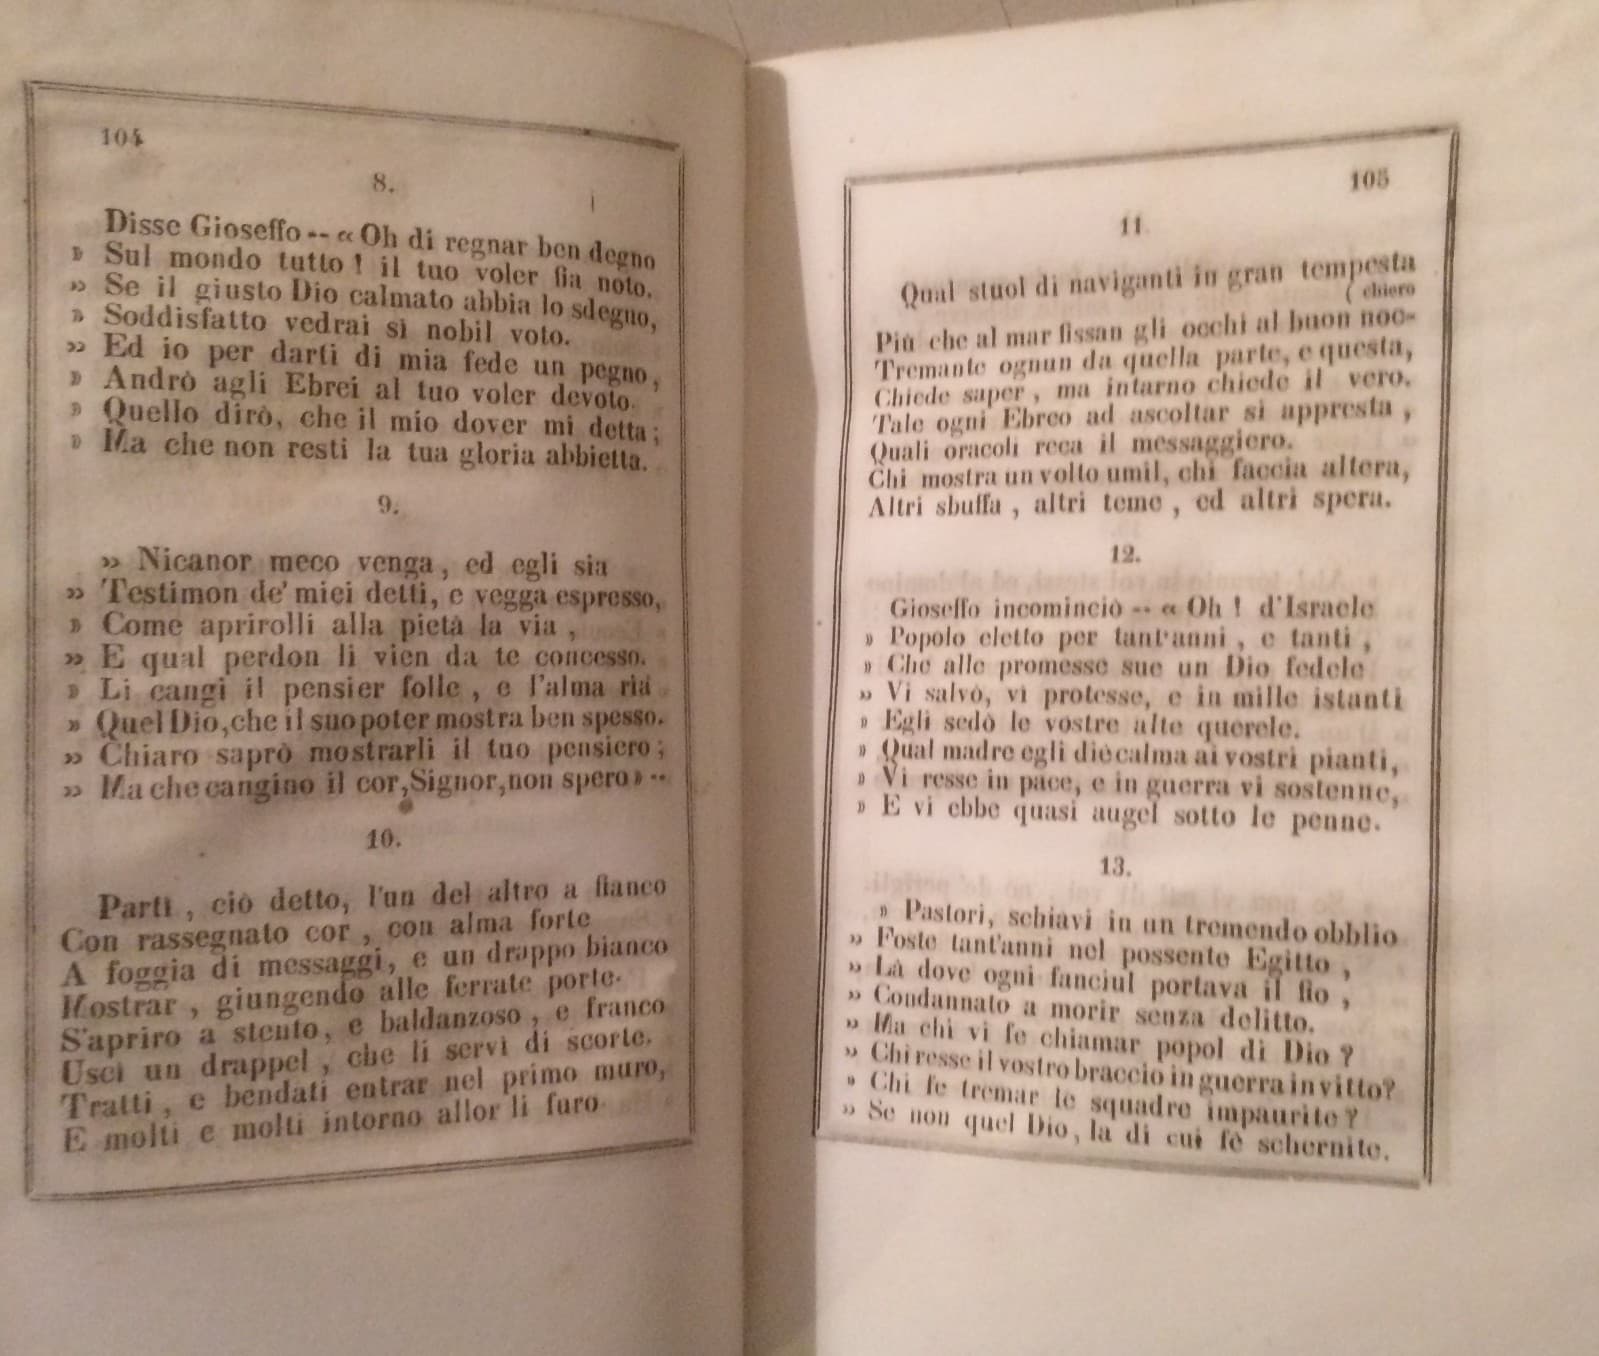 104
8.
Disse Gioseffo -- « Oh di regnar ben degno
» Sul mondo tutto ! il tuo voler fia noto.
» Se il giusto Dio calmato abbia lo sdegno,
» Soddisfatto vedrai sì nobil voto.
» Ed io per darti di mia fede un pegno,
» Andrò agli Ebrei al tuo voler devoto.
» Quello dirò, che il mio dover mi detta;
» Ma che non resti la tua gloria abbietta.
9.
» Nicanor meco venga, ed egli sia
» Testimon de' miei detti, e vegga espresso,
» Come aprirolli alla pietà la via,
» E qual perdon li vien da te concesso.
» Li cangi il pensier folle, e l'alma ria
» Quel Dio, che il suo poter mostra ben spesso.
» Chiaro saprò mostrarli il tuo pensiero;
» Ma che cangino il cor, Signor, non spero» --
10.
Partì, ciò detto, l'un del altro a fianco
Con rassegnato cor, con alma forte
A foggia di messaggi, e un drappo bianco
Mostrar, giungendo alle ferrate porte.
S'apriro a stento, e baldanzoso, e franco
Uscì un drappel, che li servì di scorte.
Tratti, e bendati entrar nel primo muro,
E molti e molti intorno allor li furo
105
11
Qual stuol di naviganti in gran tempesta
( chiero
Più che al mar fissan gli occhi al buon noc-
Tremante ognun da quella parte, e questa,
Chiede saper, ma intarno chiede il vero.
Tale ogni Ebreo ad ascoltar si appresta,
Quali oracoli reca il messaggiero.
Chi mostra un volto umil, chi faccia altera,
Altri sbuffa, altri teme, ed altri spera.
12.
Gioseffo incominciò -- « Oh ! d'Israele
» Popolo eletto per tant'anni, e tanti,
» Che alle promesse sue un Dio fedele
» Vi salvò, vi protesse, e in mille istanti
» Egli sedò le vostre alte querele.
» Qual madre egli diè calma ai vostri pianti,
» Vi resse in pace, e in guerra vi sostenne,
» E vi ebbe quasi augel sotto le penne.
13.
» Pastori, schiavi in un tremendo obblio
» Foste tant'anni nel possente Egitto,
» Là dove ogni fanciul portava il fio,
» Condannato a morir senza delitto.
» Ma chi vi fe chiamar popol di Dio ?
» Chi resse il vostro braccio in guerra invitto?
» Chi fe tremar le squadre impaurite ?
» Se non quel Dio, la di cui fè schernite.